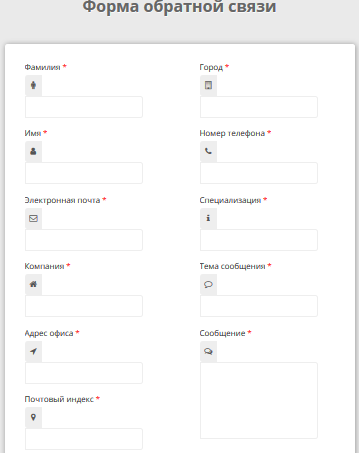 Форма обратной связи
Фамилия *
Имя *
Электронная почта *
Компания *
Адрес офиса *
Почтовый индекс *
Город *
Номер телефона *
Специализация *
Тема сообщения *
Сообщение *